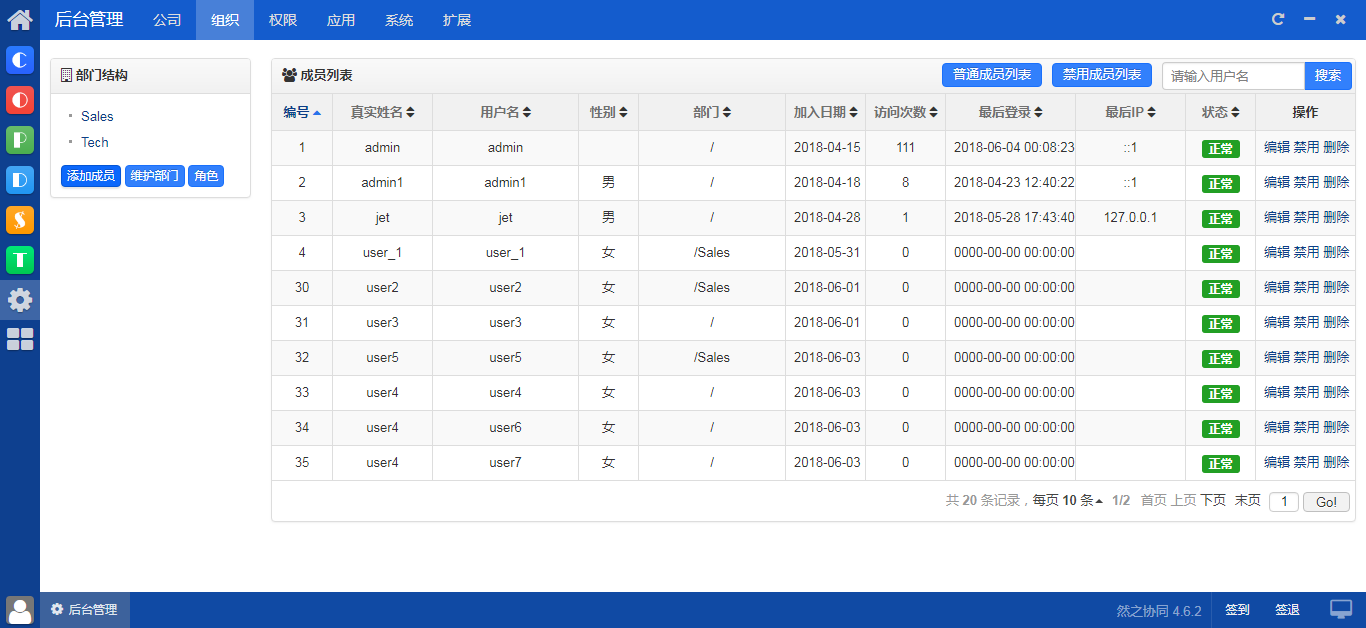 后台管理 公司 组织 权限 应用 系统 扩展
部门结构
Sales
Tech
添加成员 维护部门 角色
成员列表 普通成员列表 禁用成员列表 请输入用户名 搜索
编号 真实姓名 用户名 性别 部门 加入日期 访问次数 最后登录 最后IP 状态 操作
1 admin admin / 2018-04-15 111 2018-06-04 00:08:23 ::1 正常 编辑 禁用 删除
2 admin1 admin1 男 / 2018-04-18 8 2018-04-23 12:40:22 ::1 正常 编辑 禁用 删除
3 jet jet 男 / 2018-04-28 1 2018-05-28 17:43:40 127.0.0.1 正常 编辑 禁用 删除
4 user_1 user_1 女 /Sales 2018-05-31 0 0000-00-00 00:00:00 正常 编辑 禁用 删除
30 user2 user2 女 /Sales 2018-06-01 0 0000-00-00 00:00:00 正常 编辑 禁用 删除
31 user3 user3 女 / 2018-06-01 0 0000-00-00 00:00:00 正常 编辑 禁用 删除
32 user5 user5 女 /Sales 2018-06-03 0 0000-00-00 00:00:00 正常 编辑 禁用 删除
33 user4 user4 女 / 2018-06-03 0 0000-00-00 00:00:00 正常 编辑 禁用 删除
34 user4 user6 女 / 2018-06-03 0 0000-00-00 00:00:00 正常 编辑 禁用 删除
35 user4 user7 女 / 2018-06-03 0 0000-00-00 00:00:00 正常 编辑 禁用 删除
共 20 条记录，每页 10 条 1/2 首页 上页 下页 末页 1 Go!
后台管理 然之协同 4.6.2 签到 签退